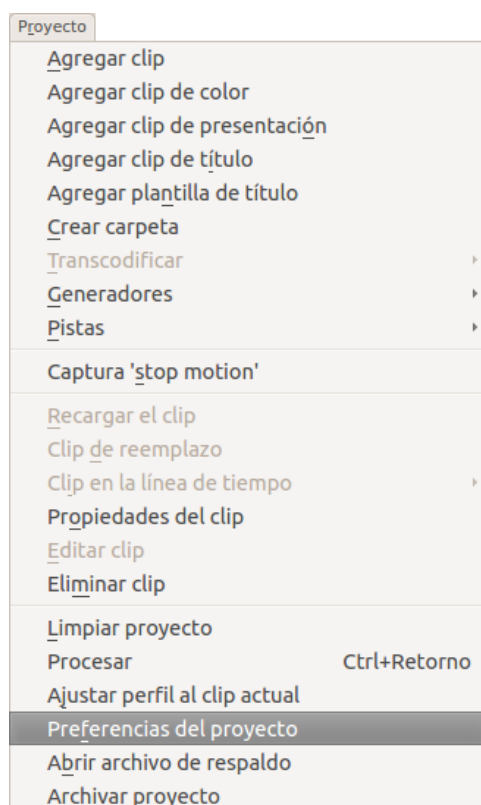 Proyecto
Agregar clip
Agregar clip de color
Agregar clip de presentación
Agregar clip de título
Agregar plantilla de título
Crear carpeta
Transcodificar
Generadores
Pistas
Captura 'stop motion'
Recargar el clip
Clip de reemplazo
Clip en la línea de tiempo
Propiedades del clip
Editar clip
Eliminar clip
Limpiar proyecto
Procesar Ctrl+Retorno
Ajustar perfil al clip actual
Preferencias del proyecto
Abrir archivo de respaldo
Archivar proyecto